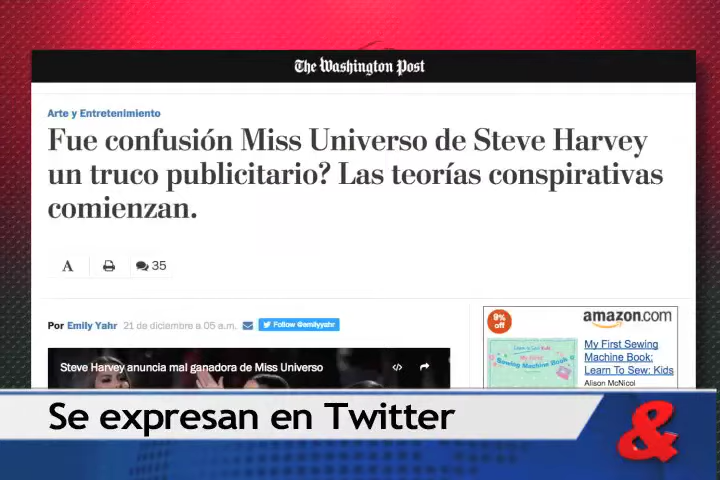 The Washington Post
Arte y Entretenimiento
Fue confusión Miss Universo de Steve Harvey
un truco publicitario? Las teorías conspirativas
comienzan.
A 35
Por Emily Yahr 21 de diciembre a 05 a.m. Follow @emilyyahr
9% off
amazon.com
My First Sewing
Machine Book:
Learn To Sew: Kids
Alison McNicol
Steve Harvey anuncia mal ganadora de Miss Universo
Se expresan en Twitter
&